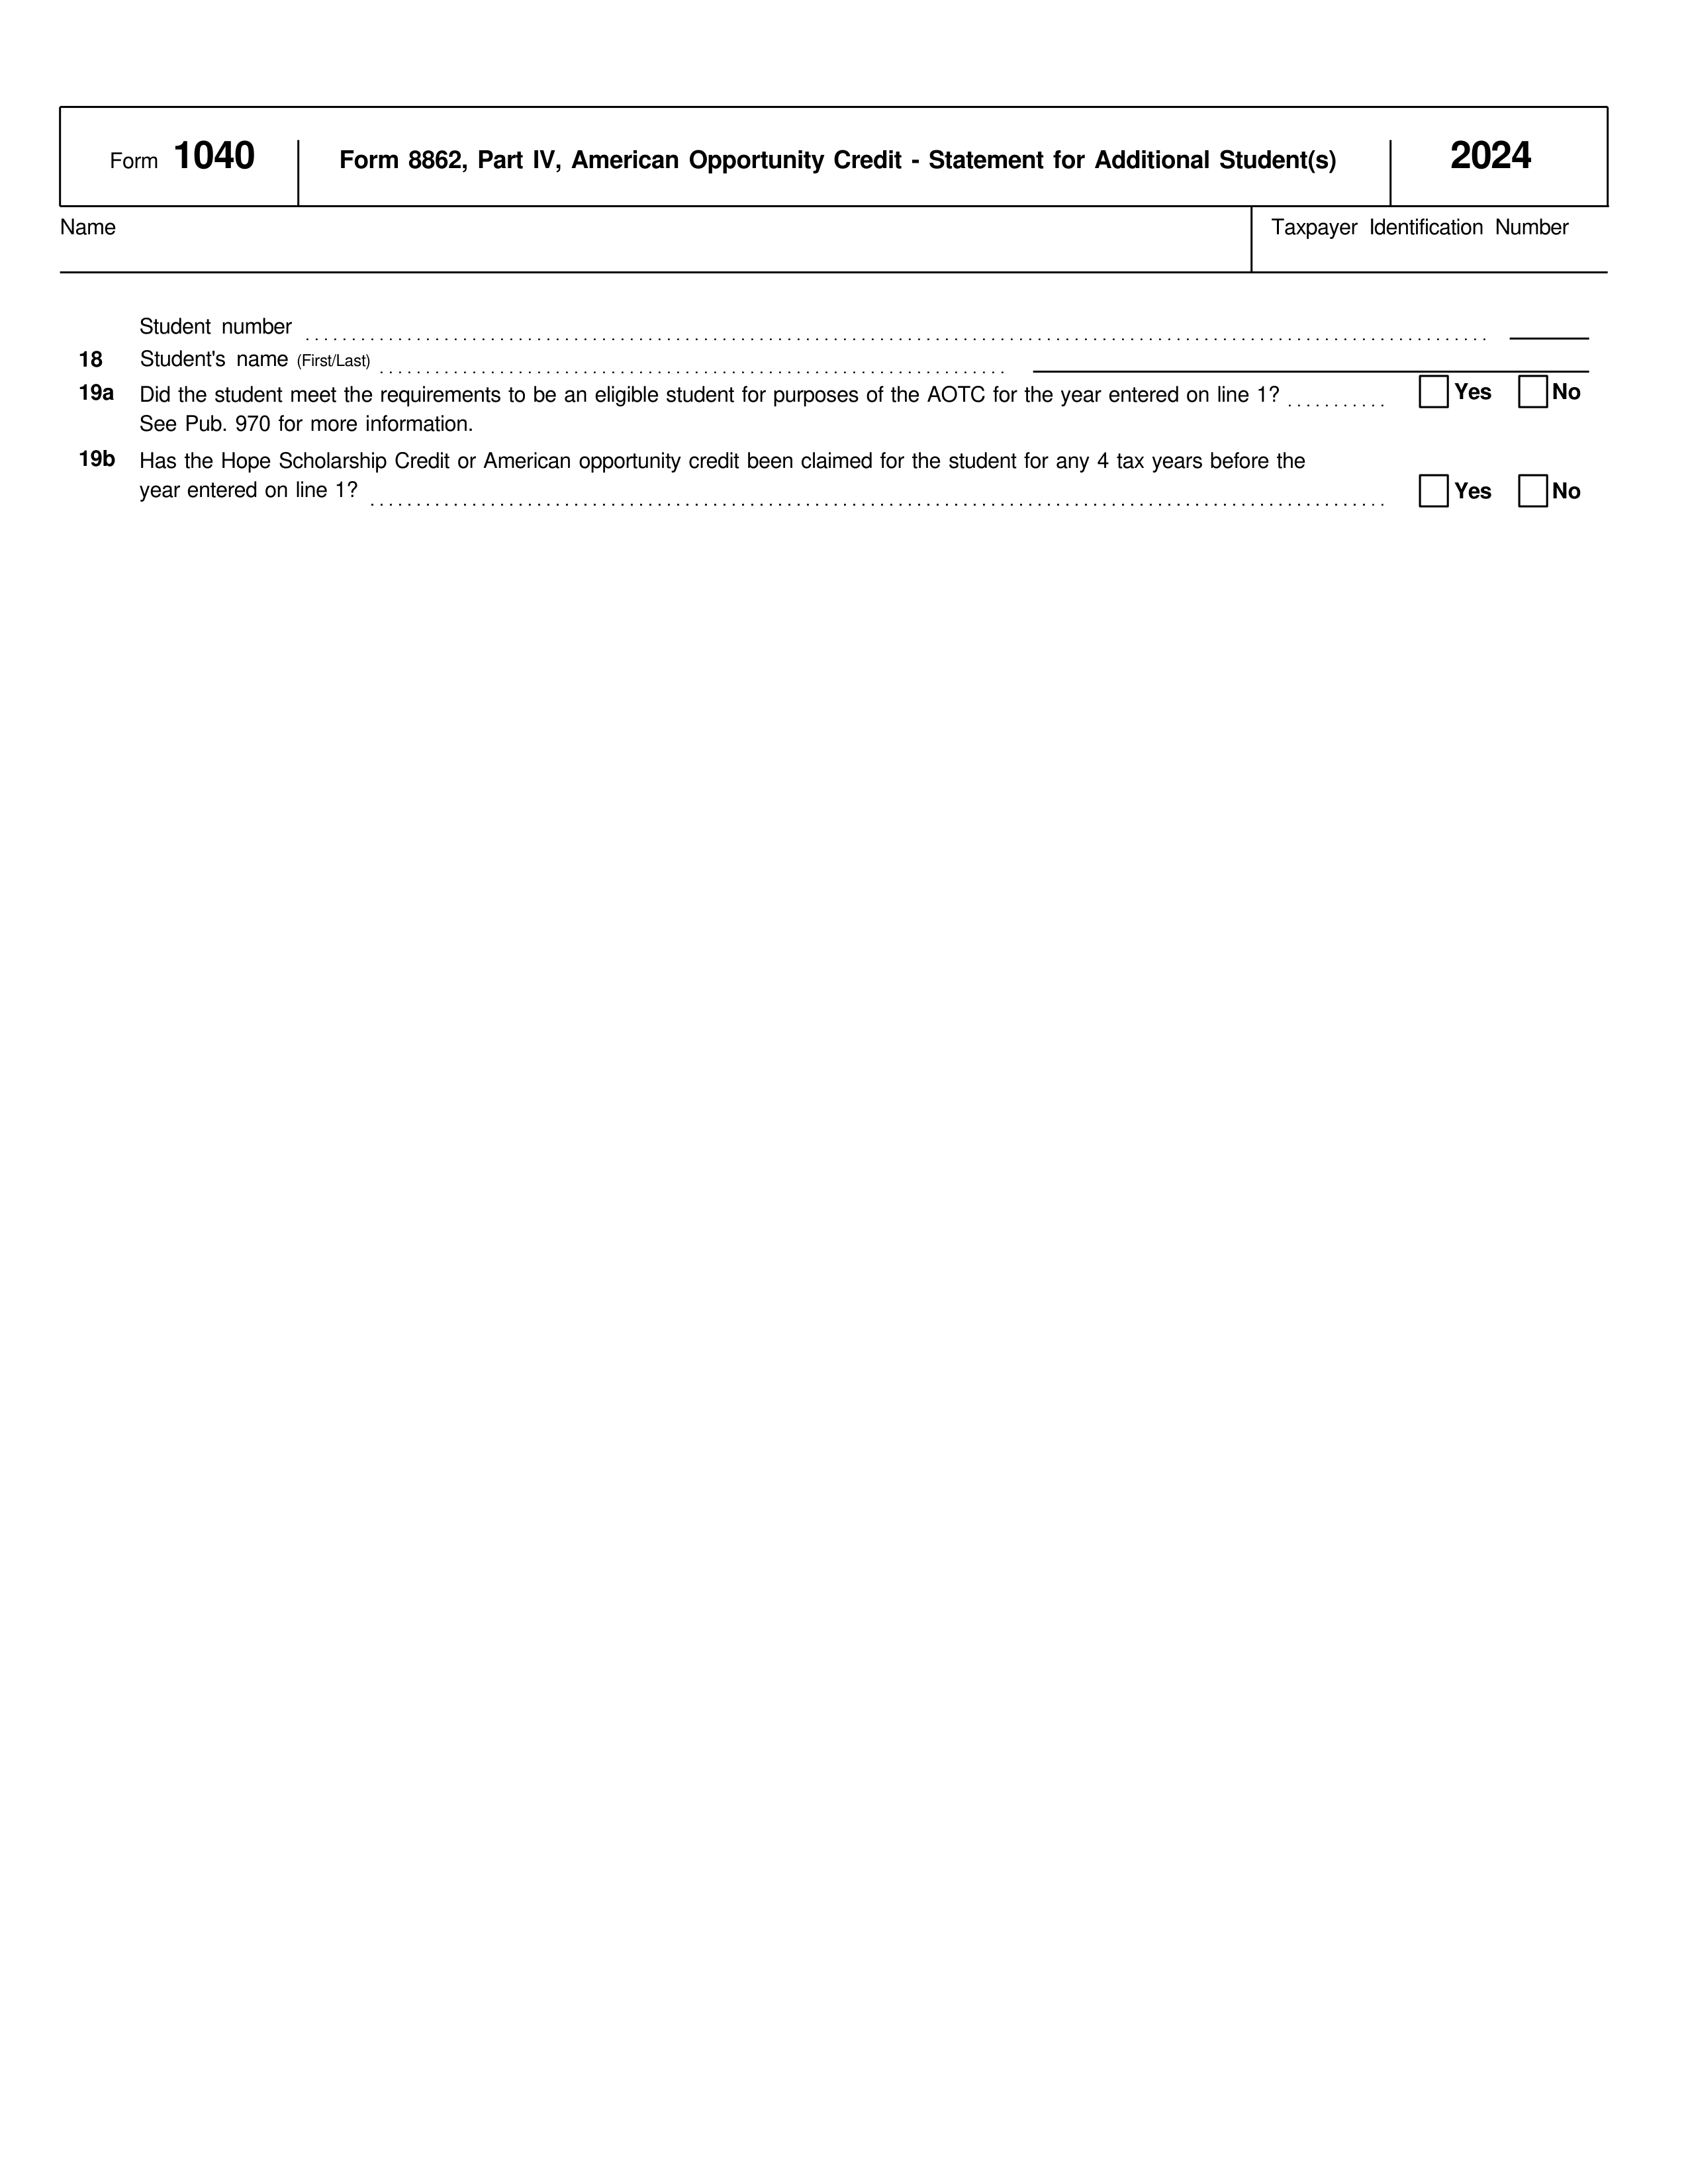 Form 1040 Form 8862, Part IV, American Opportunity Credit - Statement for Additional Student(s) 2024
Name Taxpayer Identification Number
Student number
18 Student's name (First/Last)
19a Did the student meet the requirements to be an eligible student for purposes of the AOTC for the year entered on line 1? Yes No
See Pub. 970 for more information.
19b Has the Hope Scholarship Credit or American opportunity credit been claimed for the student for any 4 tax years before the
year entered on line 1? Yes No